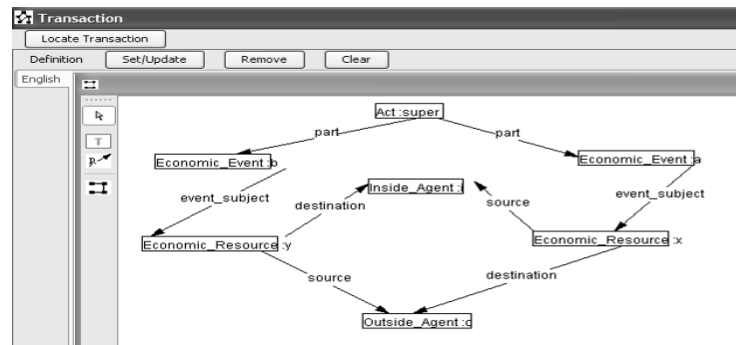 Transaction
Locate Transaction
Definition Set/Update Remove Clear
English
T
R
Act :super
part part
Economic_Event :b Economic_Event :a
Inside_Agent :i
event_subject event_subject
destination source
Economic_Resource :y Economic_Resource :x
source destination
Outside_Agent :o